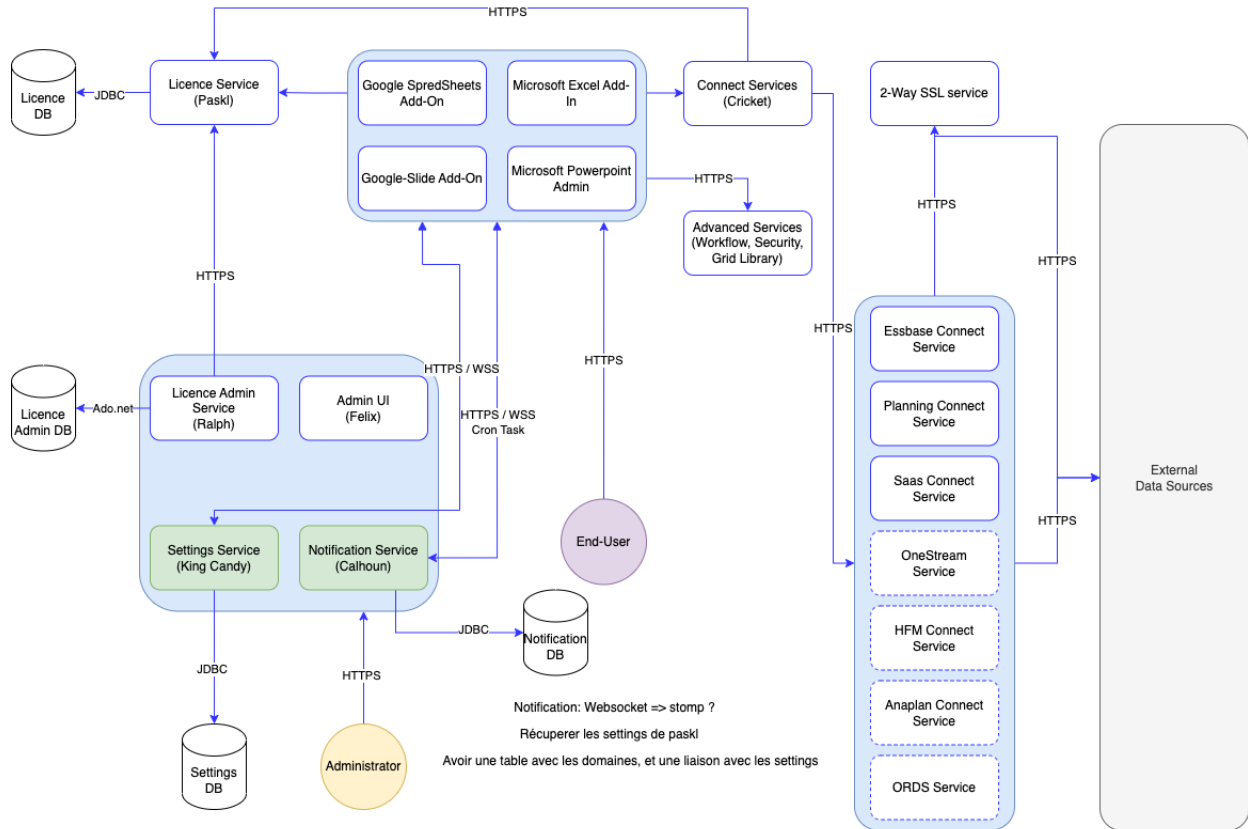 HTTPS
Licence
DB
JDBC
Licence Service
(Paskl)
Google SpredSheets
Add-On
Microsoft Excel Add-
In
Connect Services
(Cricket)
2-Way SSL service
Google-Slide Add-On
Microsoft Powerpoint
Admin
HTTPS
Advanced Services
(Workflow, Security,
Grid Library)
HTTPS
HTTPS
HTTPS
HTTPS
HTTPS
HTTPS / WSS
HTTPS / WSS
Cron Task
Licence
Admin DB
Ado.net
Licence Admin
Service
(Ralph)
Admin UI
(Felix)
Settings Service
(King Candy)
Notification Service
(Calhoun)
End-User
Essbase Connect
Service
Planning Connect
Service
Saas Connect
Service
OneStream
Service
HFM Connect
Service
Anaplan Connect
Service
ORDS Service
HTTPS
External
Data Sources
JDBC
Notification
DB
JDBC
HTTPS
Settings
DB
Administrator
Notification: Websocket => stomp ?
Récuperer les settings de paskl
Avoir une table avec les domaines, et une liaison avec les settings